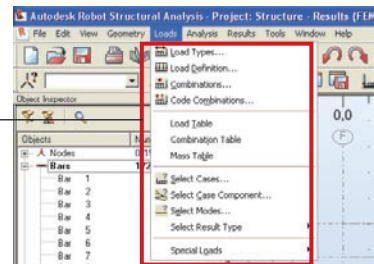 Autodesk Robot Structural Analysis - Project: Structure - Results (FEM
File Edit View Geometry Loads Analysis Results Tools Window Help
Load Types...
Load Definition...
Combinations...
Code Combinations...
Object Inspector
Load Table
0,0
Combination Table
F
Objects
Mass Table
Nodes
Bars
Bar 1
Select Cases...
Bar 2
Select Case Component...
Bar 3
Select Modes...
Bar 4
Select Result Type
Bar 5
Bar 6
Special Loads
Bar 7